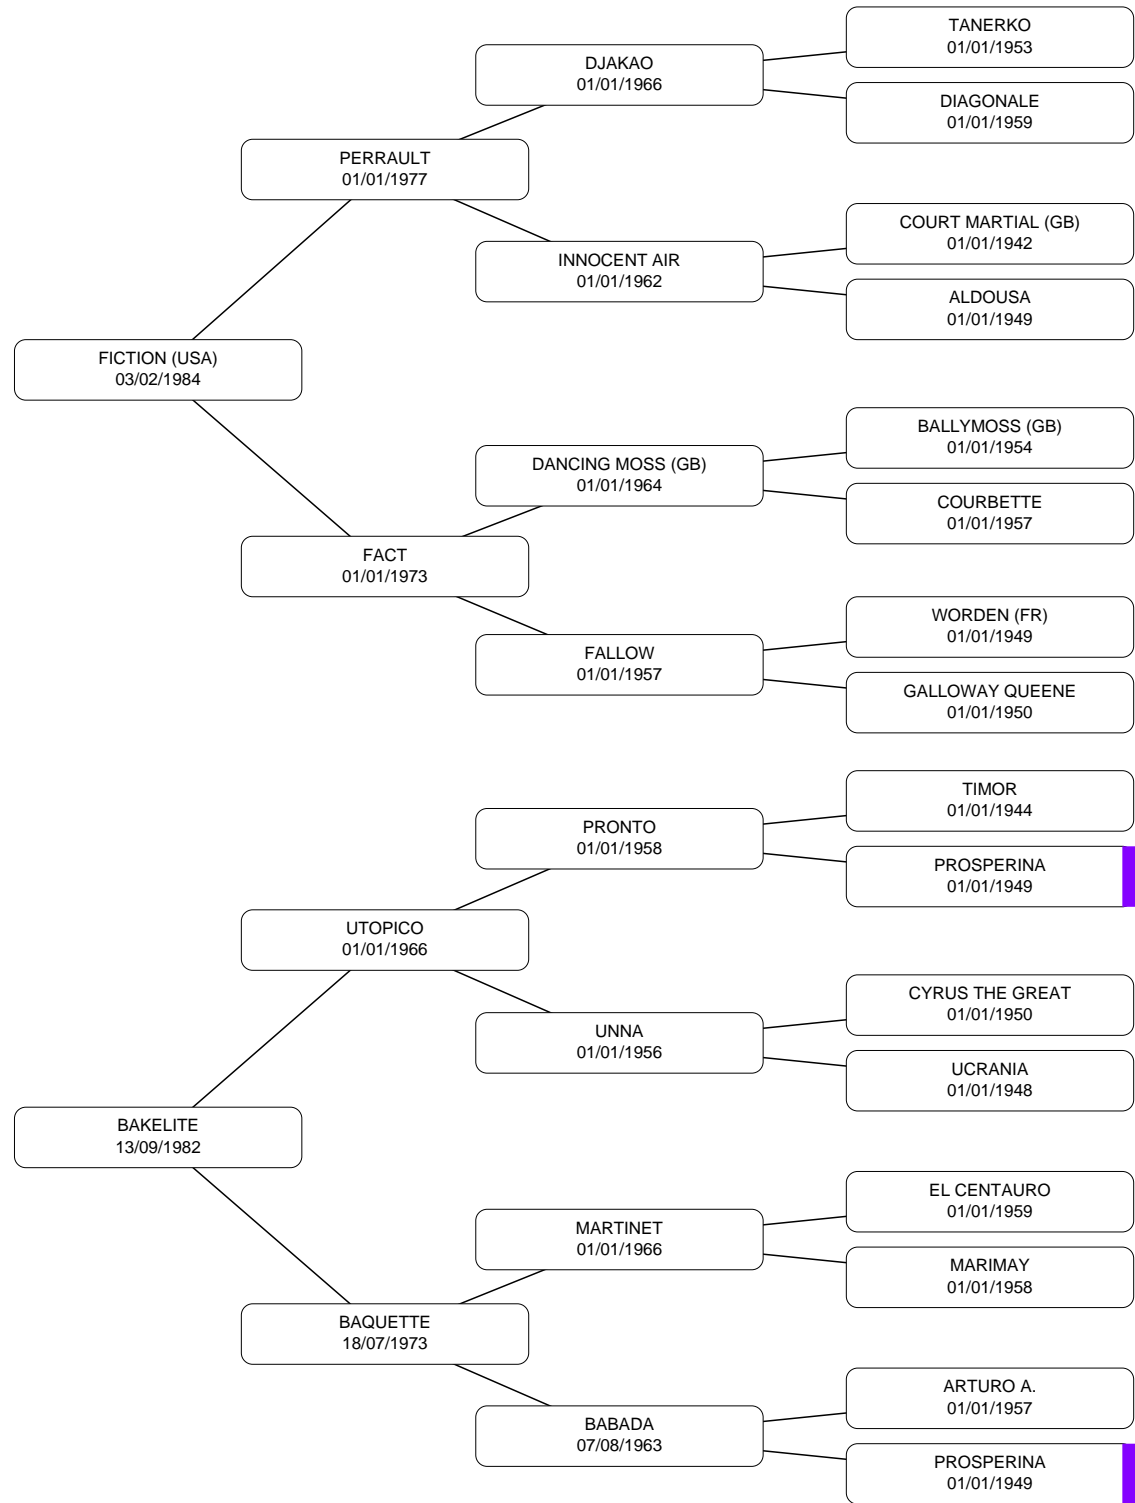 TANERKO
01/01/1953
DJAKAO
01/01/1966
DIAGONALE
01/01/1959
PERRAULT
01/01/1977
COURT MARTIAL (GB)
01/01/1942
INNOCENT AIR
01/01/1962
ALDOUSA
01/01/1949
FICTION (USA)
03/02/1984
BALLYMOSS (GB)
01/01/1954
DANCING MOSS (GB)
01/01/1964
COURBETTE
01/01/1957
FACT
01/01/1973
WORDEN (FR)
01/01/1949
FALLOW
01/01/1957
GALLOWAY QUEENE
01/01/1950
TIMOR
01/01/1944
PRONTO
01/01/1958
PROSPERINA
01/01/1949
UTOPICO
01/01/1966
CYRUS THE GREAT
01/01/1950
UNNA
01/01/1956
UCRANIA
01/01/1948
BAKELITE
13/09/1982
EL CENTAURO
01/01/1959
MARTINET
01/01/1966
MARIMAY
01/01/1958
BAQUETTE
18/07/1973
ARTURO A.
01/01/1957
BABADA
07/08/1963
PROSPERINA
01/01/1949